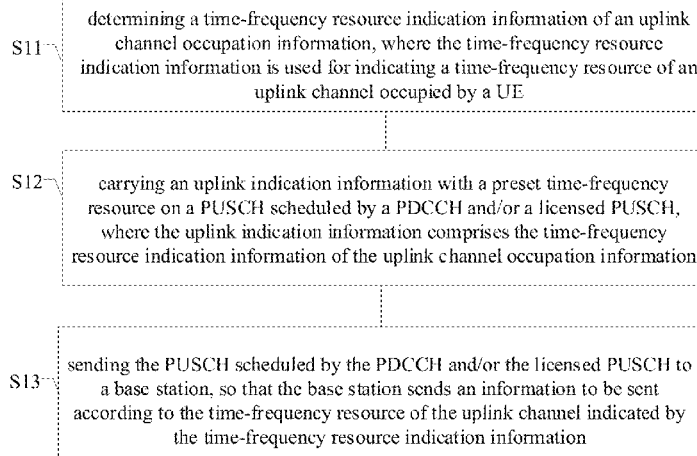 S11
determining a time-frequency resource indication information of an uplink
channel occupation information, where the time-frequency resource
indication information is used for indicating a time-frequency resource of an
uplink channel occupied by a UE
S12
carrying an uplink indication information with a preset time-frequency
resource on a PUSCH scheduled by a PDCCH and/or a licensed PUSCH,
where the uplink indication information comprises the time-frequency
resource indication information of the uplink channel occupation information
S13
sending the PUSCH scheduled by the PDCCH and/or the licensed PUSCH to
a base station, so that the base station sends an information to be sent
according to the time-frequency resource of the uplink channel indicated by
the time-frequency resource indication information